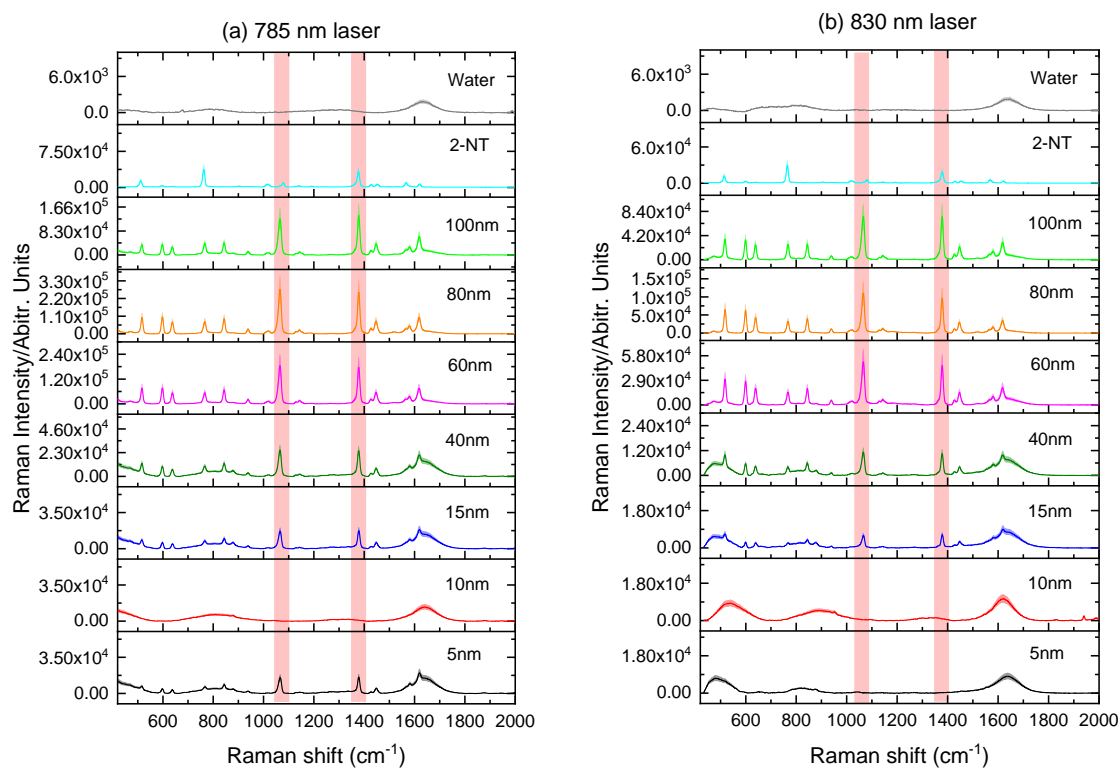 (a) 785 nm laser
Raman Intensity/Abitr. Units
6.0x10³
0.0
Water
7.50x10⁴
0.00
2-NT
1.66x10⁵
8.30x10⁴
0.00
100nm
3.30x10⁵
2.20x10⁵
1.10x10⁵
0.00
80nm
2.40x10⁵
1.20x10⁵
0.00
60nm
4.60x10⁴
2.30x10⁴
0.00
40nm
3.50x10⁴
0.00
15nm
3.50x10⁴
0.00
10nm
3.50x10⁴
0.00
5nm
600 800 1000 1200 1400 1600 1800 2000
Raman shift (cm⁻¹)
(b) 830 nm laser
Raman Intensity/Abitr. Units
6.0x10³
0.0
Water
6.0x10⁴
0.0
2-NT
8.40x10⁴
4.20x10⁴
0.00
100nm
1.5x10⁵
1.0x10⁵
5.0x10⁴
0.0
80nm
5.80x10⁴
2.90x10⁴
0.00
60nm
2.40x10⁴
1.20x10⁴
0.00
40nm
1.80x10⁴
0.00
15nm
1.80x10⁴
0.00
10nm
1.80x10⁴
0.00
5nm
600 800 1000 1200 1400 1600 1800 2000
Raman shift (cm⁻¹)